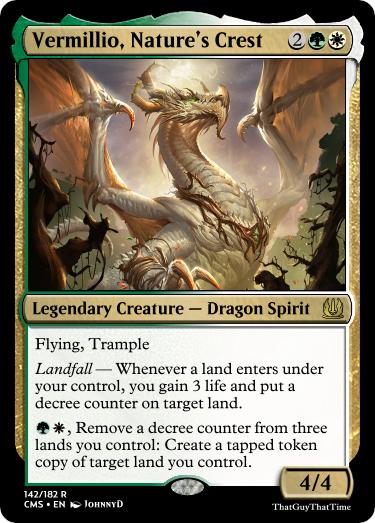 Vermillio, Nature's Crest 2
Legendary Creature — Dragon Spirit
Flying, Trample
Landfall — Whenever a land enters under
your control, you gain 3 life and put a
decree counter on target land.
, Remove a decree counter from three
lands you control: Create a tapped token
copy of target land you control.
4/4
142/182 R
CMS • EN JOHNNYD
ThatGuyThatTime